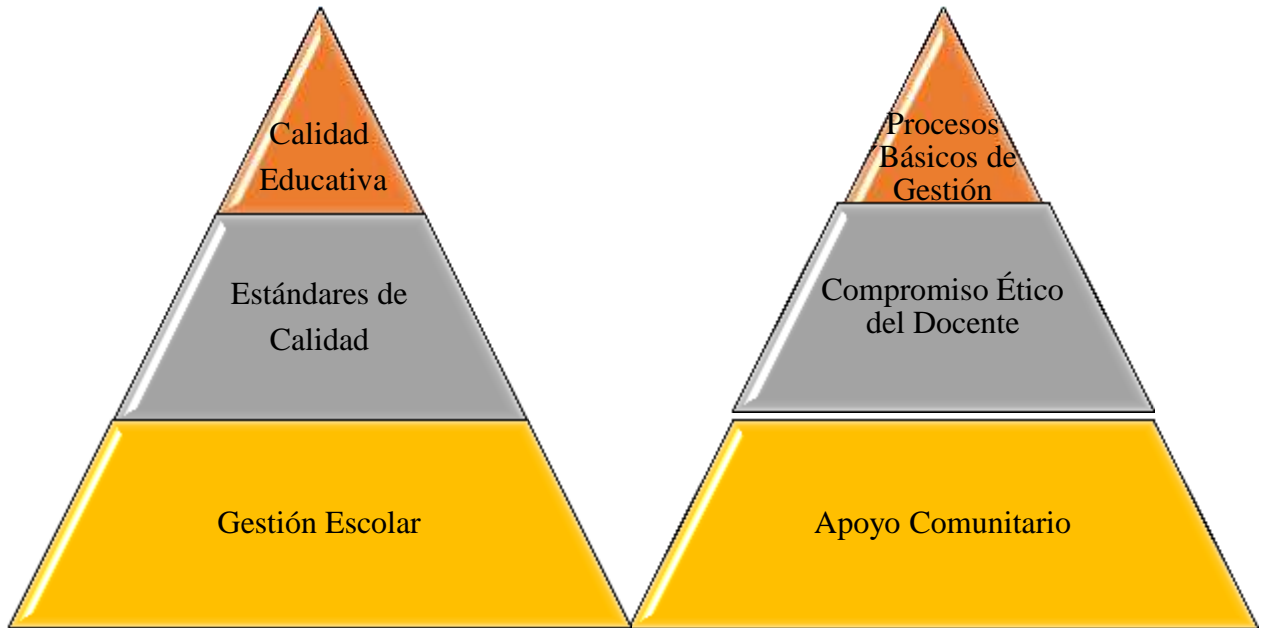 Calidad
Educativa
Estándares de
Calidad
Gestión Escolar
Procesos
Básicos de
Gestión
Compromiso Ético
del Docente
Apoyo Comunitario